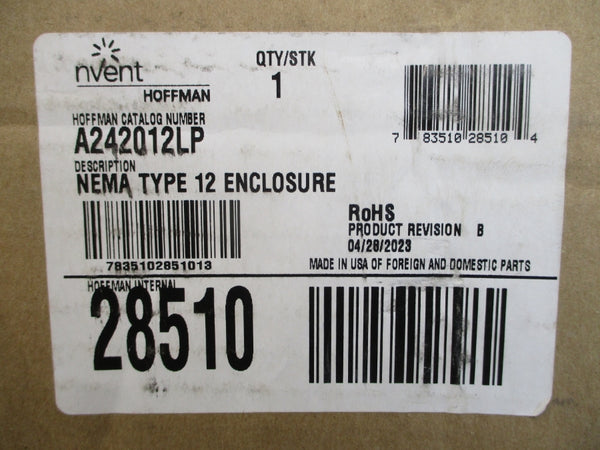 nvent
HOFFMAN
QTY/STK
1
7 83510 28510 4
HOFFMAN CATALOG NUMBER
A242012LP
DESCRIPTION
NEMA TYPE 12 ENCLOSURE
7835102851013
RoHS
PRODUCT REVISION B
04/28/2023
MADE IN USA OF FOREIGN AND DOMESTIC PARTS
HOFFMAN INTERNAL
28510